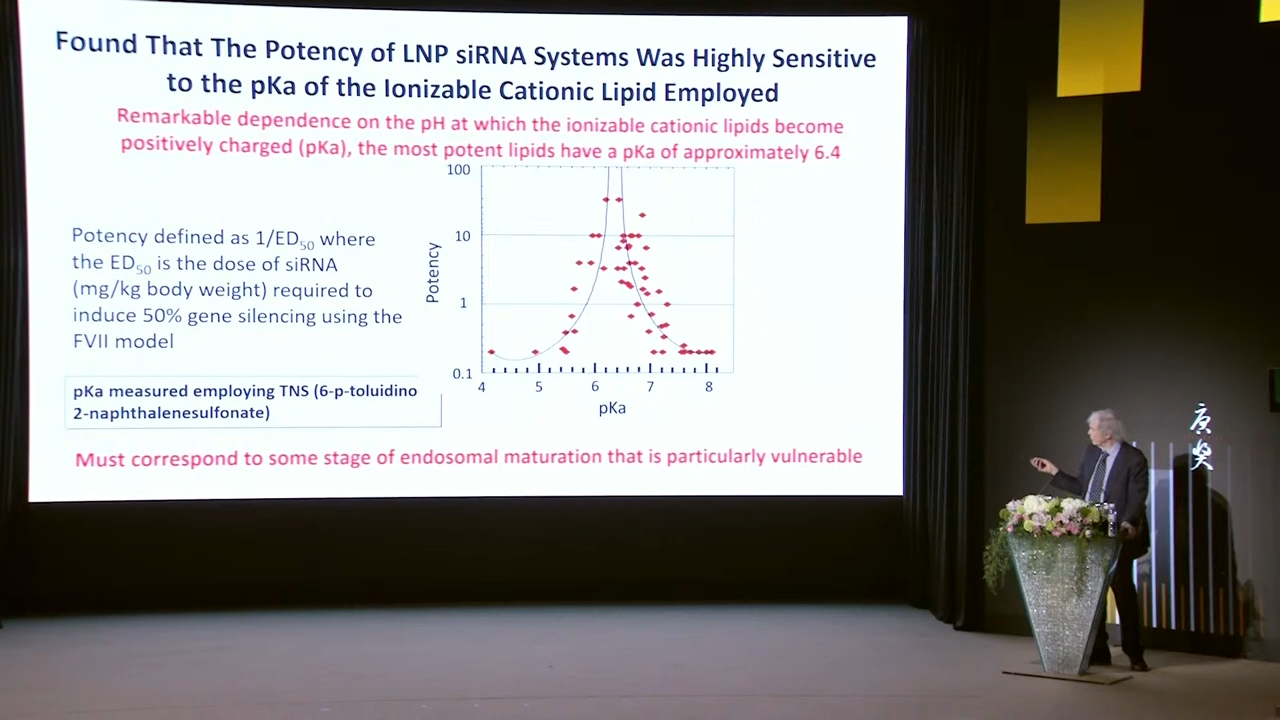 Found That The Potency of LNP siRNA Systems Was Highly Sensitive
to the pKa of the Ionizable Cationic Lipid Employed
Remarkable dependence on the pH at which the ionizable cationic lipids become
positively charged (pKa), the most potent lipids have a pKa of approximately 6.4
Potency defined as 1/ED50 where
the ED50 is the dose of siRNA
(mg/kg body weight) required to
induce 50% gene silencing using the
FVII model
pKa measured employing TNS (6-p-toluidino
2-naphthalenesulfonate)
Potency
100
10
1
0.1
4 5 6 7 8
pKa
Must correspond to some stage of endosomal maturation that is particularly vulnerable